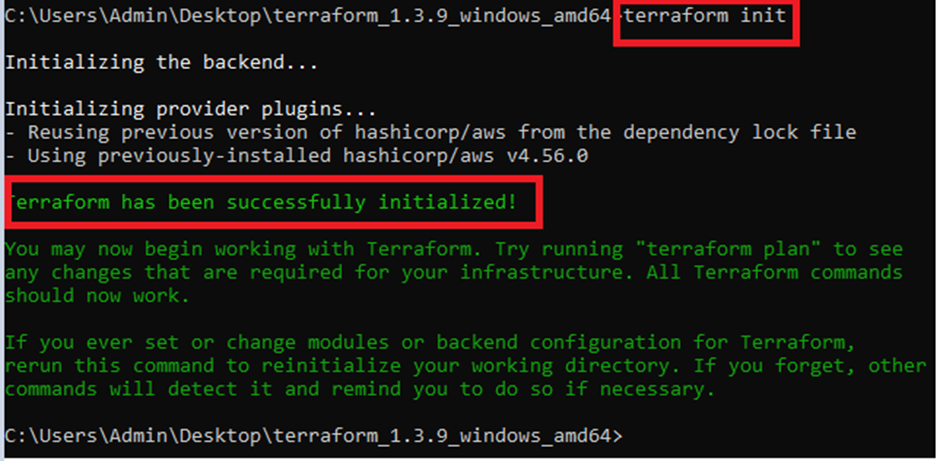 C:\Users\Admin\Desktop\terraform_1.3.9_windows_amd64>terraform init
Initializing the backend...
Initializing provider plugins...
- Reusing previous version of hashicorp/aws from the dependency lock file
- Using previously-installed hashicorp/aws v4.56.0
Terraform has been successfully initialized!
You may now begin working with Terraform. Try running "terraform plan" to see
any changes that are required for your infrastructure. All Terraform commands
should now work.
If you ever set or change modules or backend configuration for Terraform,
rerun this command to reinitialize your working directory. If you forget, other
commands will detect it and remind you to do so if necessary.
C:\Users\Admin\Desktop\terraform_1.3.9_windows_amd64>